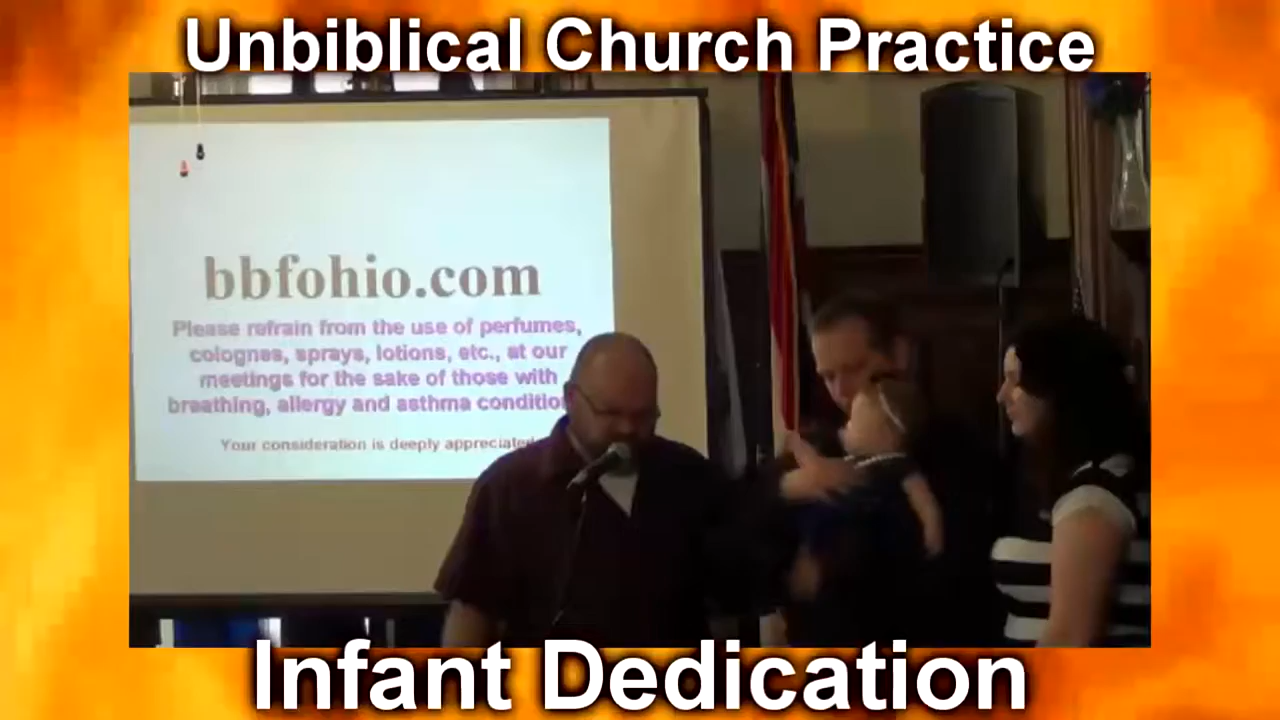 Unbiblical Church Practice
bbfohio.com
Please refrain from the use of perfumes,
colognes, sprays, lotions, etc., at our
meetings for the sake of those with
breathing, allergy and asthma conditio
Your consideration is deeply appreciated
Infant Dedication